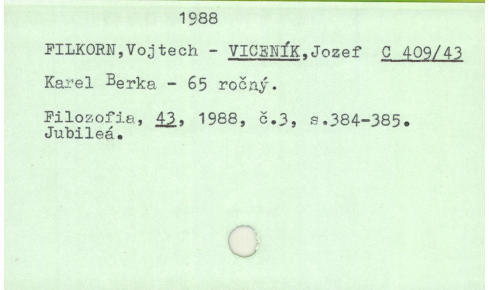 1988
FILKORN,Vojtech - VICENÍK,Jozef C 409/43
Karel Berka - 65 ročný.
Filozofia, 43, 1988, č.3, s.384-385.
Jubileá.